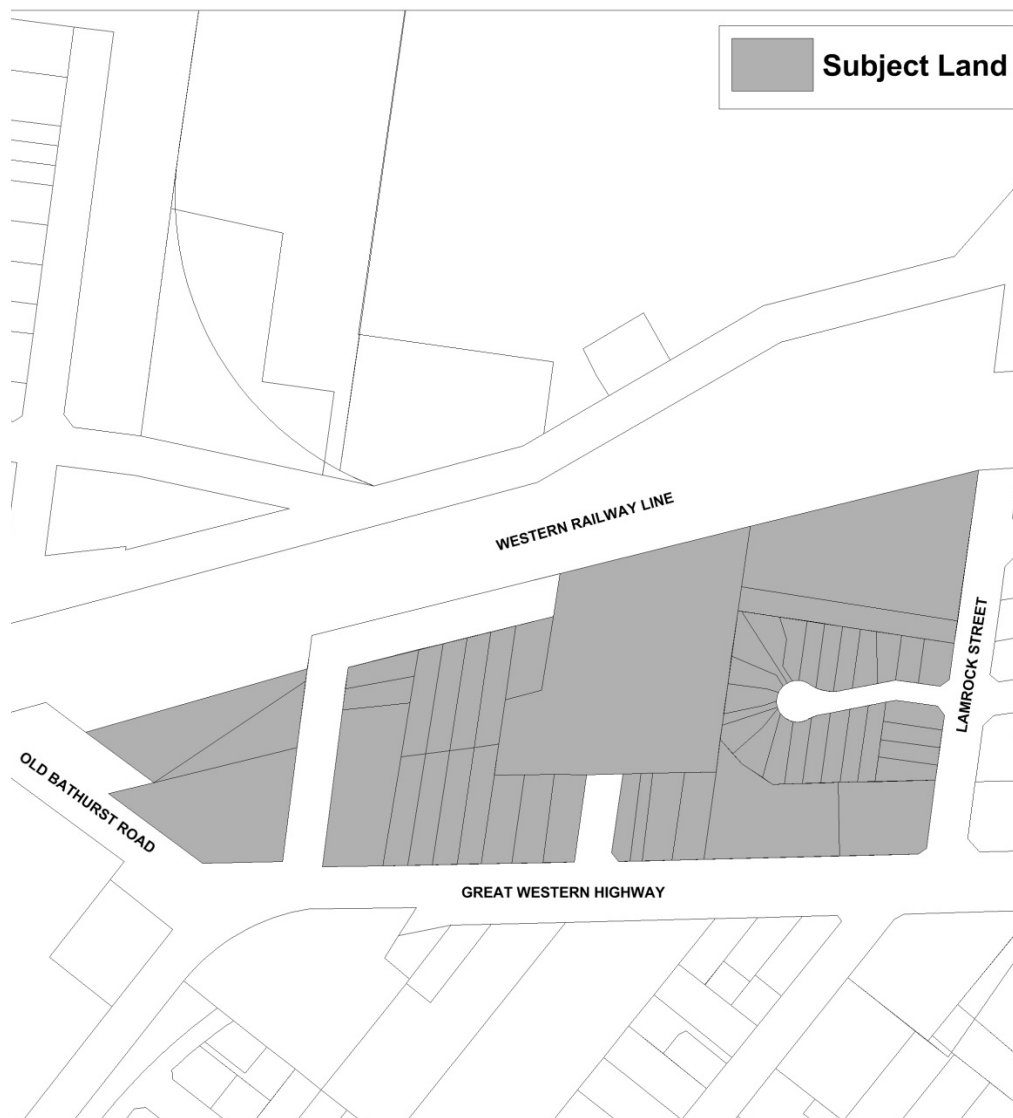 Subject Land
WESTERN RAILWAY LINE
LAMROCK STREET
OLD BATHURST ROAD
GREAT WESTERN HIGHWAY